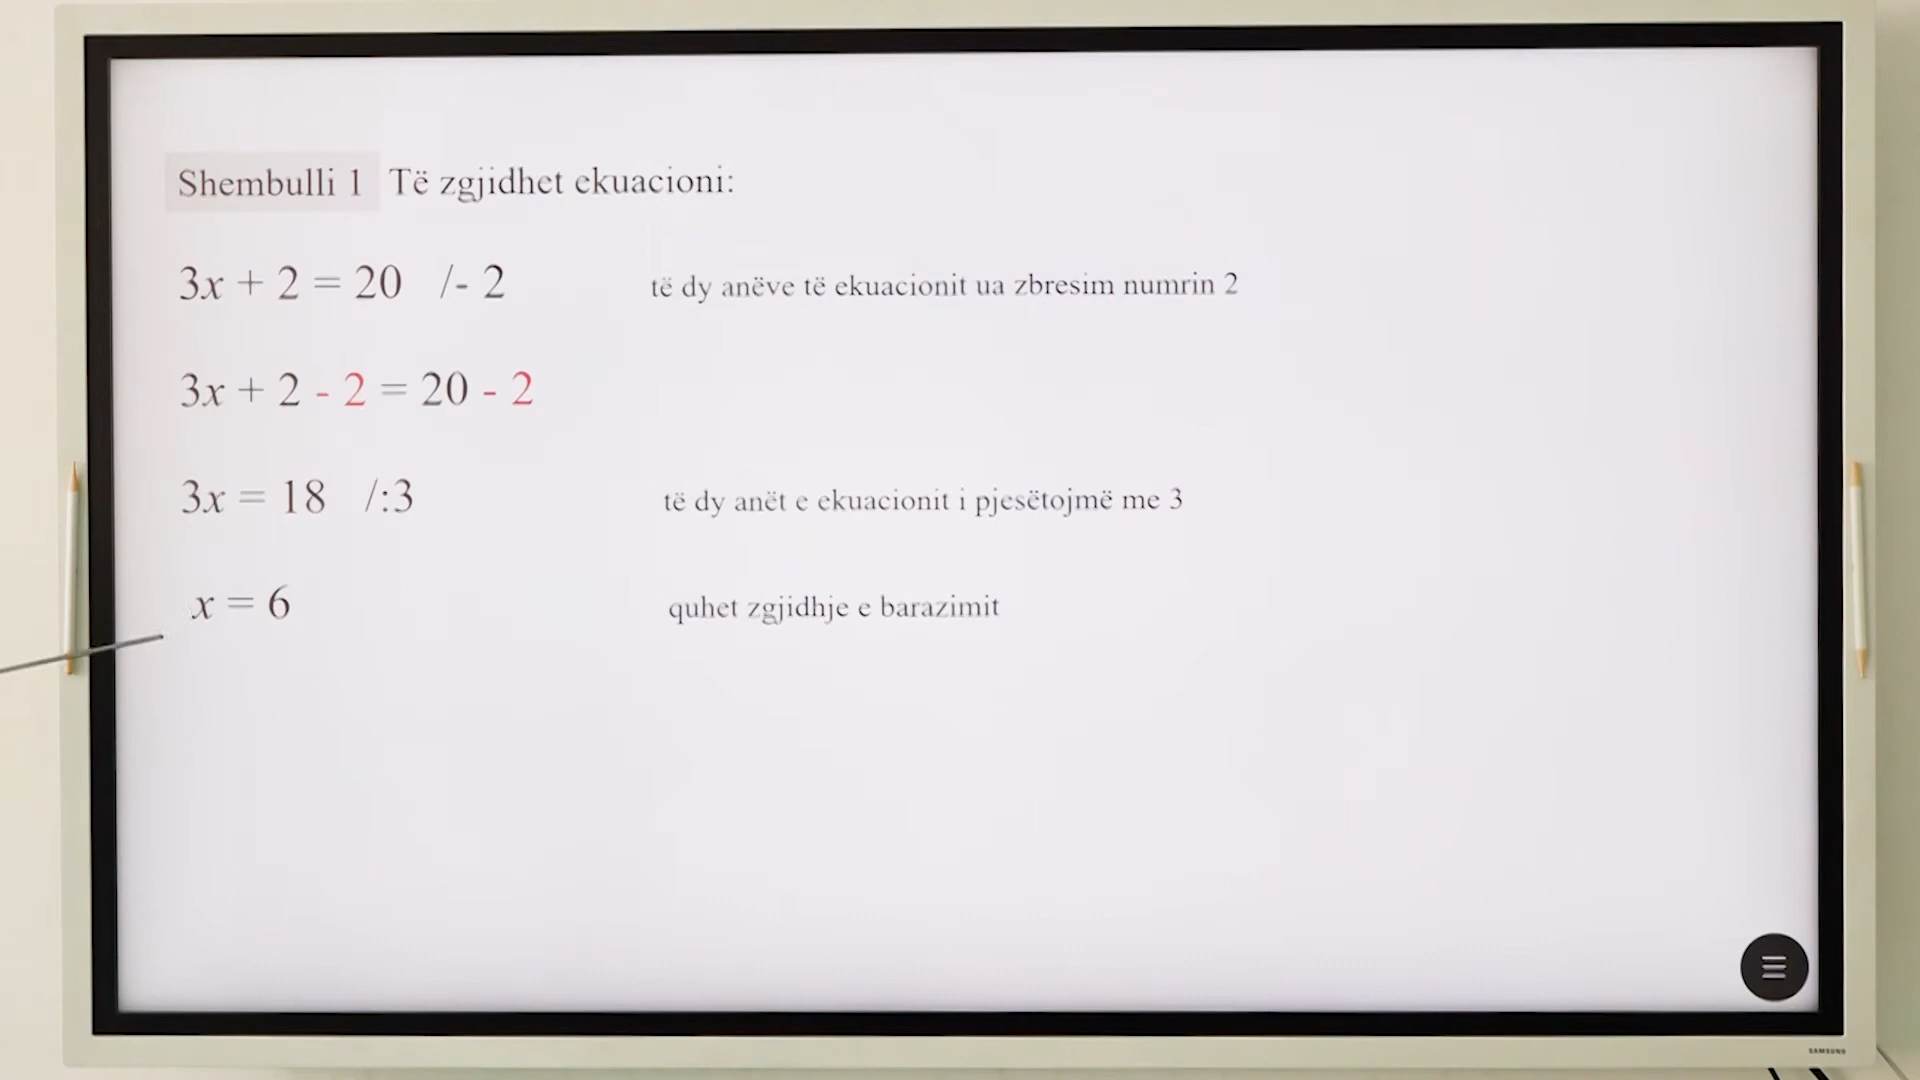 Shembulli 1 Të zgjidhet ekuacioni:
3x + 2 = 20 /- 2 të dy anëve të ekuacionit ua zbresim numrin 2
3x + 2 - 2 = 20 - 2
3x = 18 /:3 të dy anët e ekuacionit i pjesëtojmë me 3
x = 6 quhet zgjidhje e barazimit
SAMSUNG